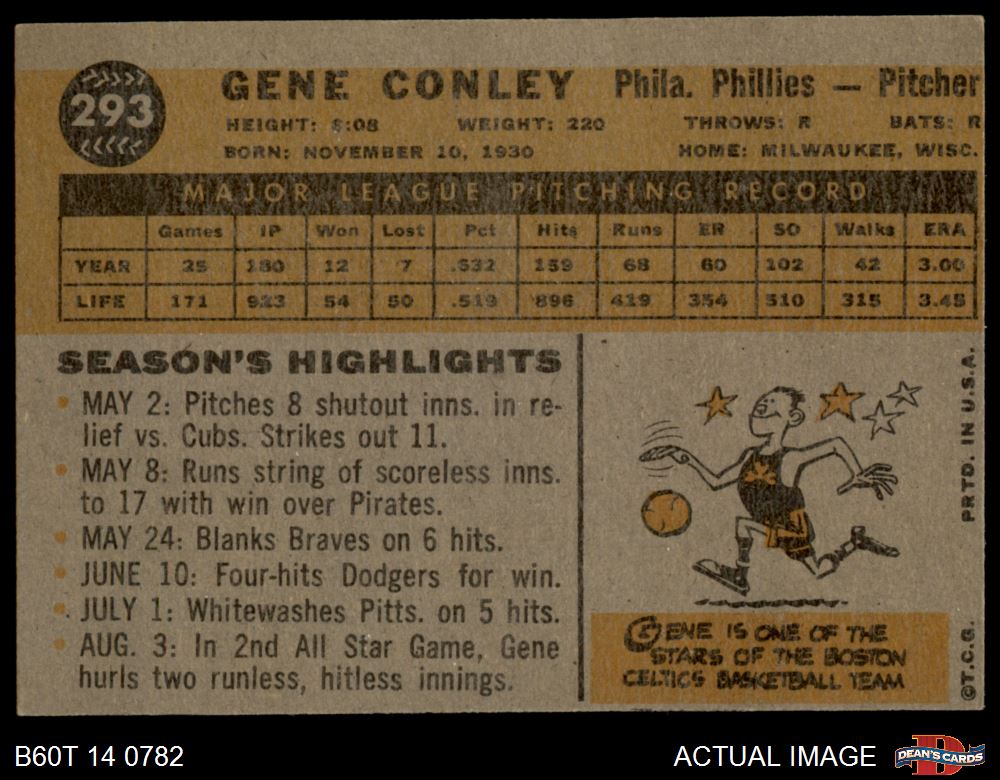 293
GENE CONLEY Phila. Phillies — Pitcher
HEIGHT: 6:08 WEIGHT: 220 THROWS: R BATS: R
BORN: NOVEMBER 10, 1930 HOME: MILWAUKEE, WISC.
MAJOR LEAGUE PITCHING RECORD
Games IP Won Lost Pct Hits Runs ER SO Walks ERA
YEAR 25 180 12 7 .632 159 68 60 102 42 3.00
LIFE 171 923 54 50 .519 896 419 354 510 315 3.45
SEASON'S HIGHLIGHTS
• MAY 2: Pitches 8 shutout inns. in re-
lief vs. Cubs. Strikes out 11.
• MAY 8: Runs string of scoreless inns.
to 17 with win over Pirates.
• MAY 24: Blanks Braves on 6 hits.
• JUNE 10: Four-hits Dodgers for win.
• JULY 1: Whitewashes Pitts. on 5 hits.
• AUG. 3: In 2nd All Star Game, Gene
hurls two runless, hitless innings.
GENE IS ONE OF THE
STARS OF THE BOSTON
CELTICS BASKETBALL TEAM
©T.C.G. PRTD. IN U.S.A.
B60T 14 0782 ACTUAL IMAGE
D
DEAN'S CARDS